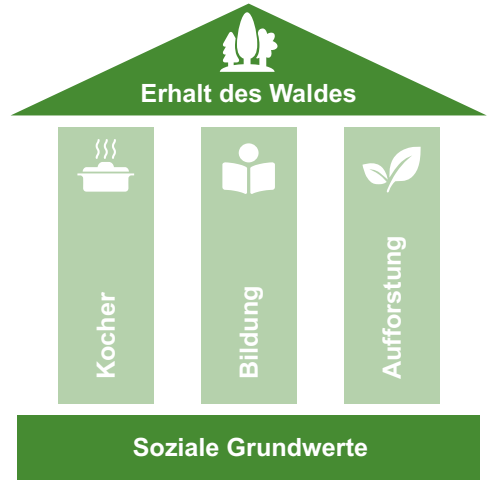 Erhalt des Waldes
Kocher
Bildung
Aufforstung
Soziale Grundwerte